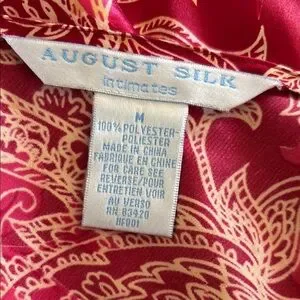 AUGUST SILK
intimates
M
100% POLYESTER-
POLIESTER
MADE IN CHINA
FABRIQUE EN CHINE
FOR CARE SEE
REVERSE/POUR
ENTRETIEN VOIR
AU VERSO
RN 83420
HF001